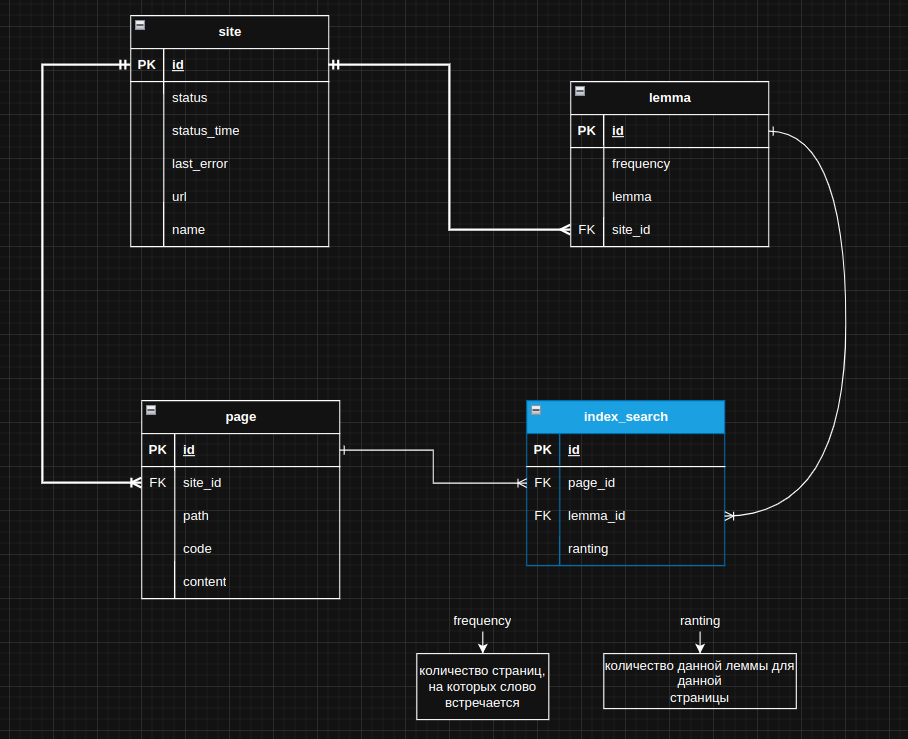 site
PK id
status
status_time
last_error
url
name
lemma
PK id
frequency
lemma
FK site_id
page
PK id
FK site_id
path
code
content
index_search
PK id
FK page_id
FK lemma_id
ranting
frequency
количество страниц,
на которых слово
встречается
ranting
количество данной леммы для
данной
страницы